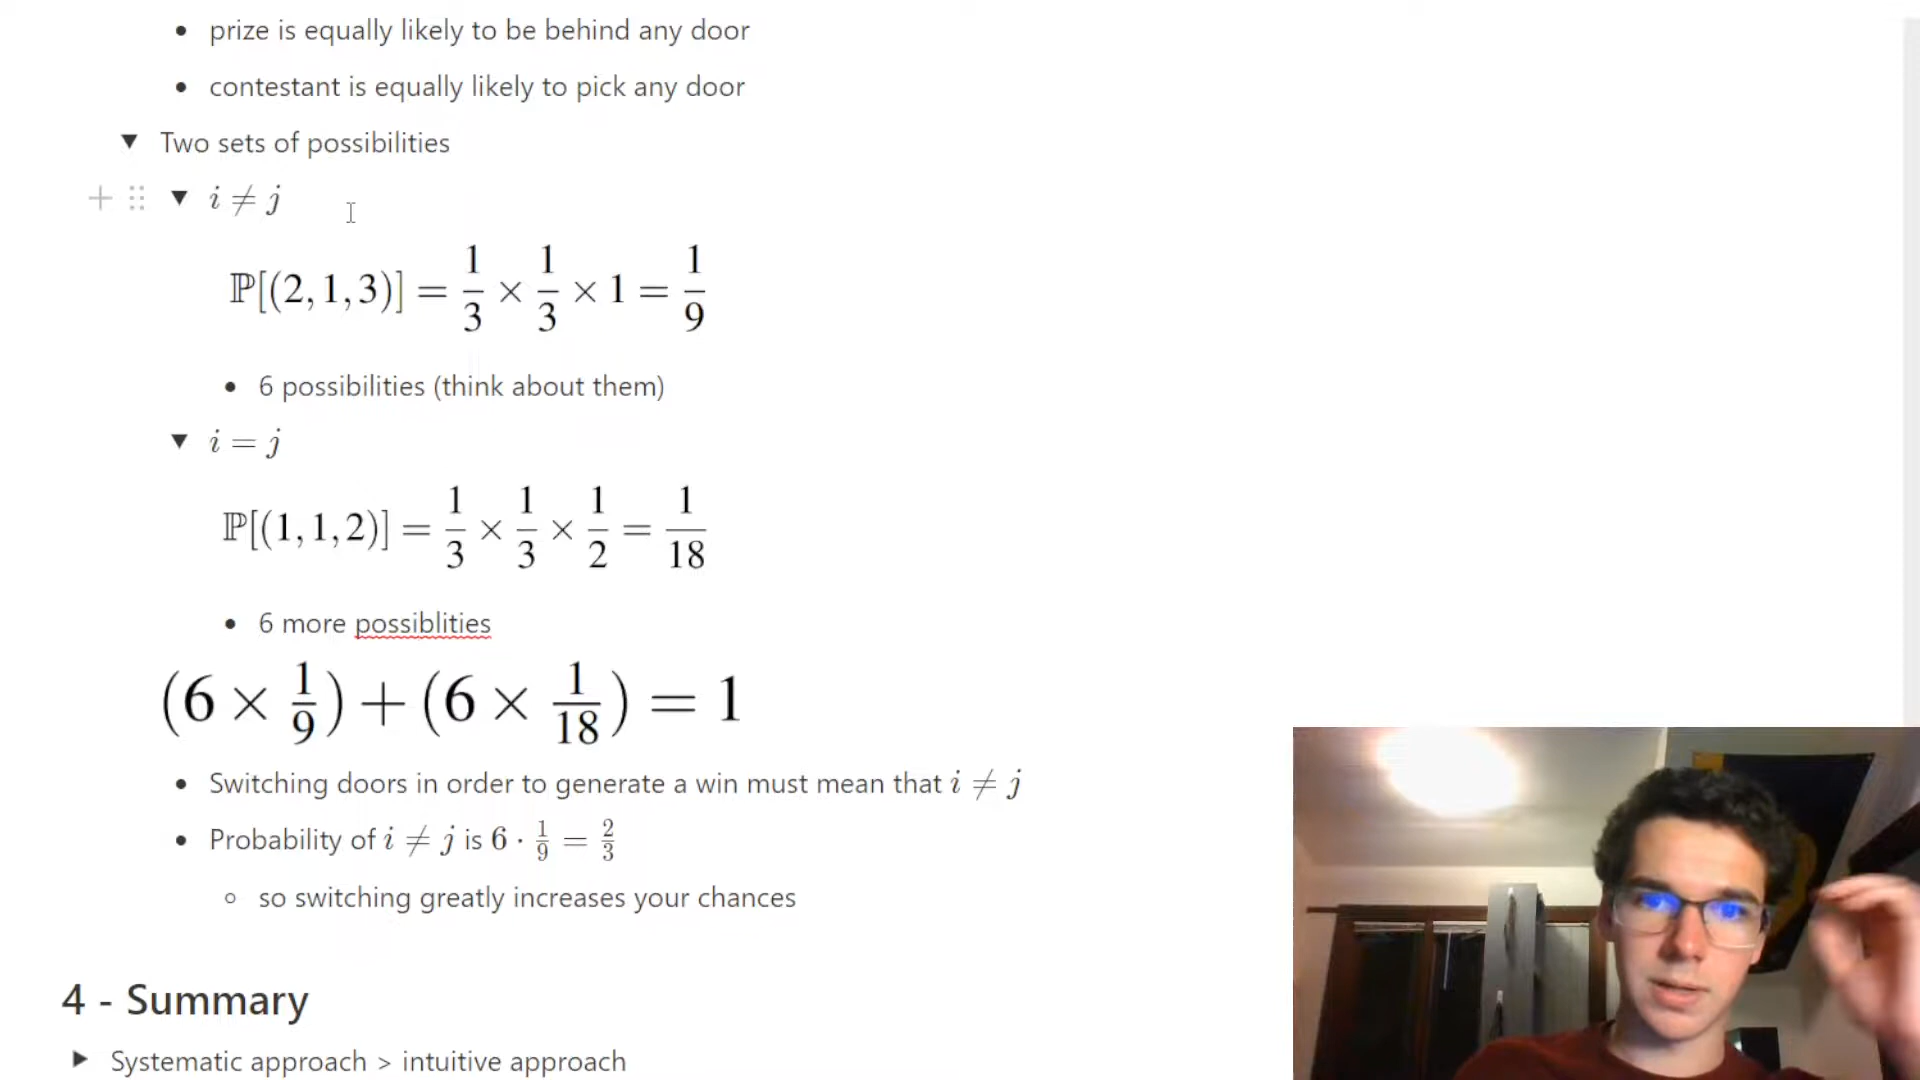 prize is equally likely to be behind any door
contestant is equally likely to pick any door
Two sets of possibilities
i ≠ j
ℙ[(2, 1, 3)] = 1/3 × 1/3 × 1 = 1/9
6 possibilities (think about them)
i = j
ℙ[(1, 1, 2)] = 1/3 × 1/3 × 1/2 = 1/18
6 more possiblities
(6 × 1/9) + (6 × 1/18) = 1
Switching doors in order to generate a win must mean that i ≠ j
Probability of i ≠ j is 6 · 1/9 = 2/3
so switching greatly increases your chances
4 - Summary
Systematic approach > intuitive approach